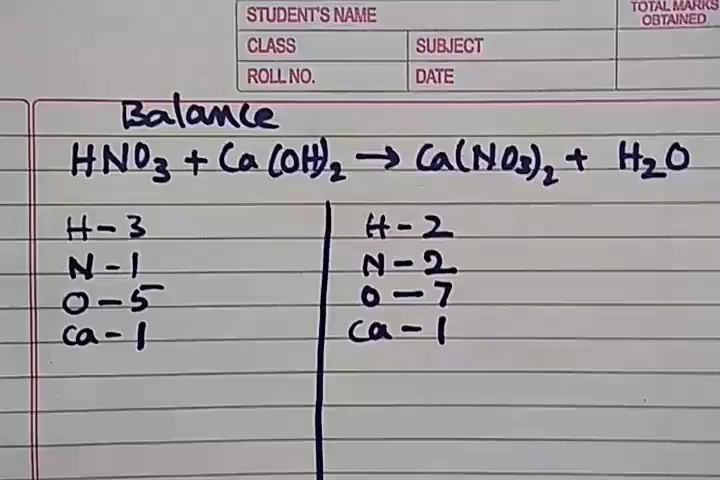 STUDENT'S NAME
TOTAL MARKS OBTAINED
CLASS
SUBJECT
ROLL NO.
DATE
Balance
HNO₃ + Ca(OH)₂ → Ca(NO₃)₂ + H₂O
H - 3
N - 1
O - 5
Ca - 1
H - 2
N - 2
O - 7
Ca - 1